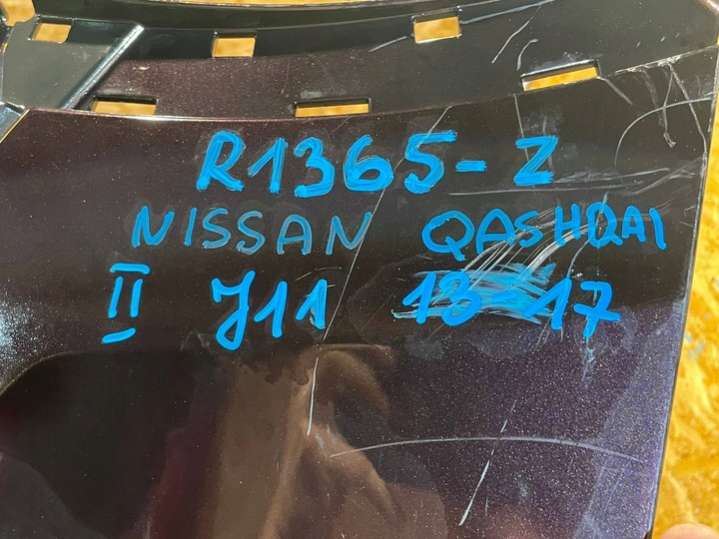 R1365-Z
NISSAN QASHQAI
II J11 13-17